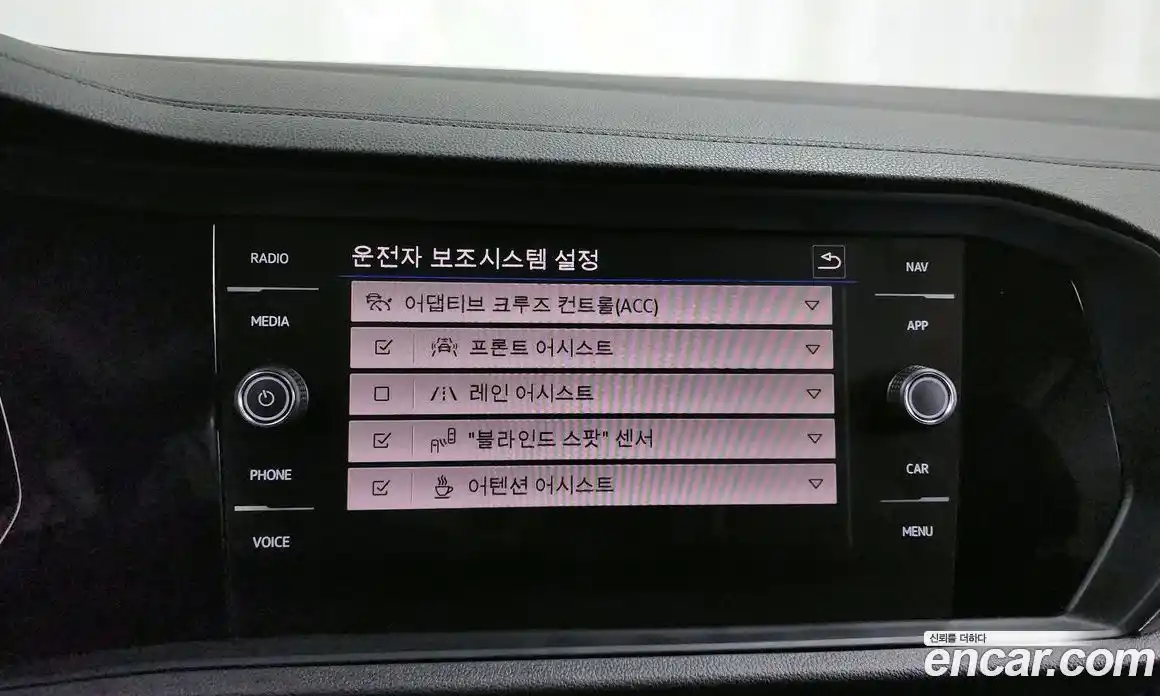 RADIO
MEDIA
PHONE
VOICE
운전자 보조시스템 설정
어댑티브 크루즈 컨트롤(ACC)
프론트 어시스트
레인 어시스트
"블라인드 스팟" 센서
어텐션 어시스트
NAV
APP
CAR
MENU
신뢰를 더하다
encar.com